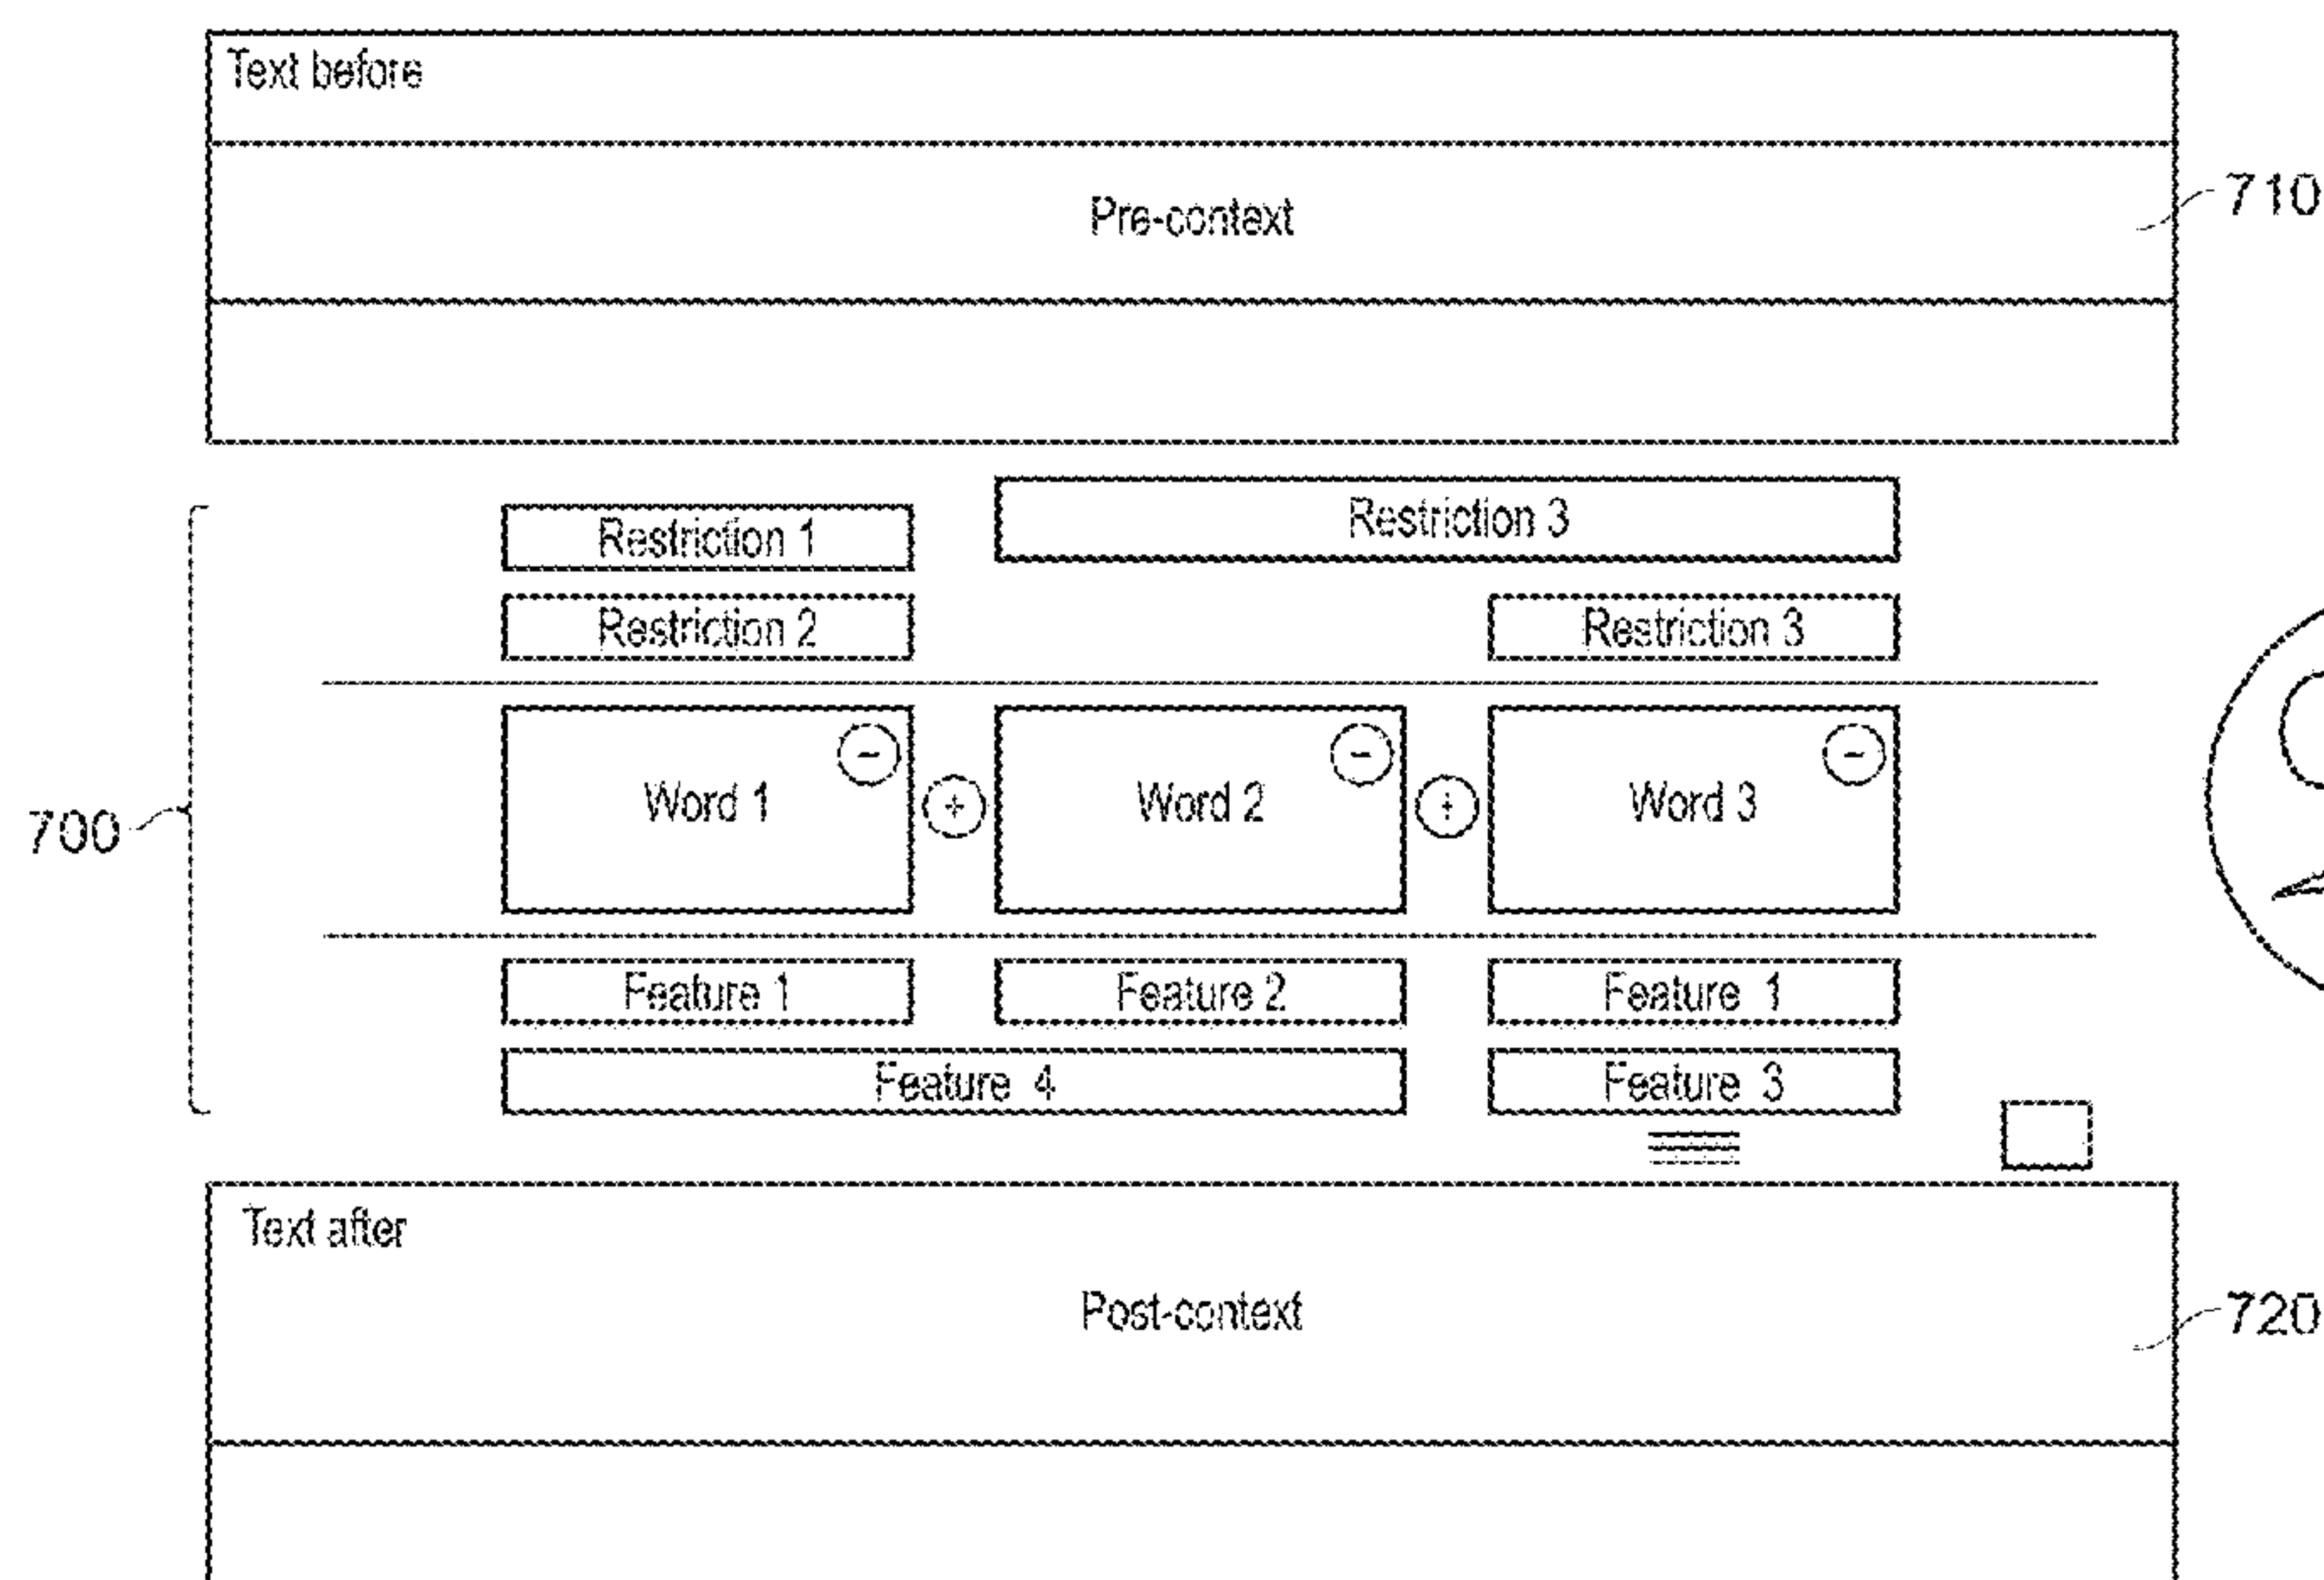 Text before
Pre-context
710
Restriction 1
Restriction 3
Restriction 2
Restriction 3
700
Word 1
−
+
Word 2
−
+
Word 3
−
Feature 1
Feature 2
Feature 1
Feature 4
Feature 3
Text after
Post-context
720